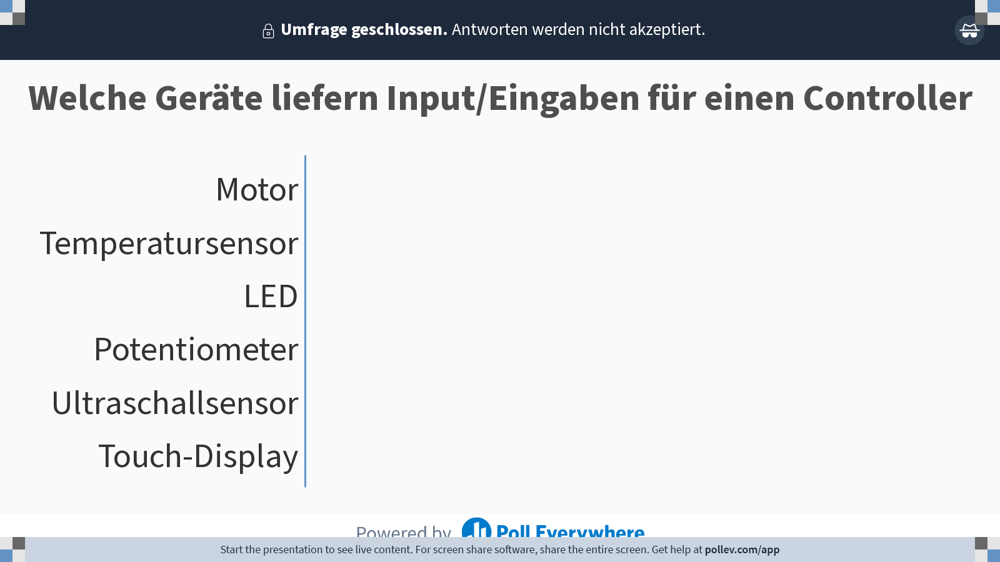 Umfrage geschlossen. Antworten werden nicht akzeptiert.
Welche Geräte liefern Input/Eingaben für einen Controller
Motor
Temperatursensor
LED
Potentiometer
Ultraschallsensor
Touch-Display
Powered by Poll Everywhere
Start the presentation to see live content. For screen share software, share the entire screen. Get help at pollev.com/app